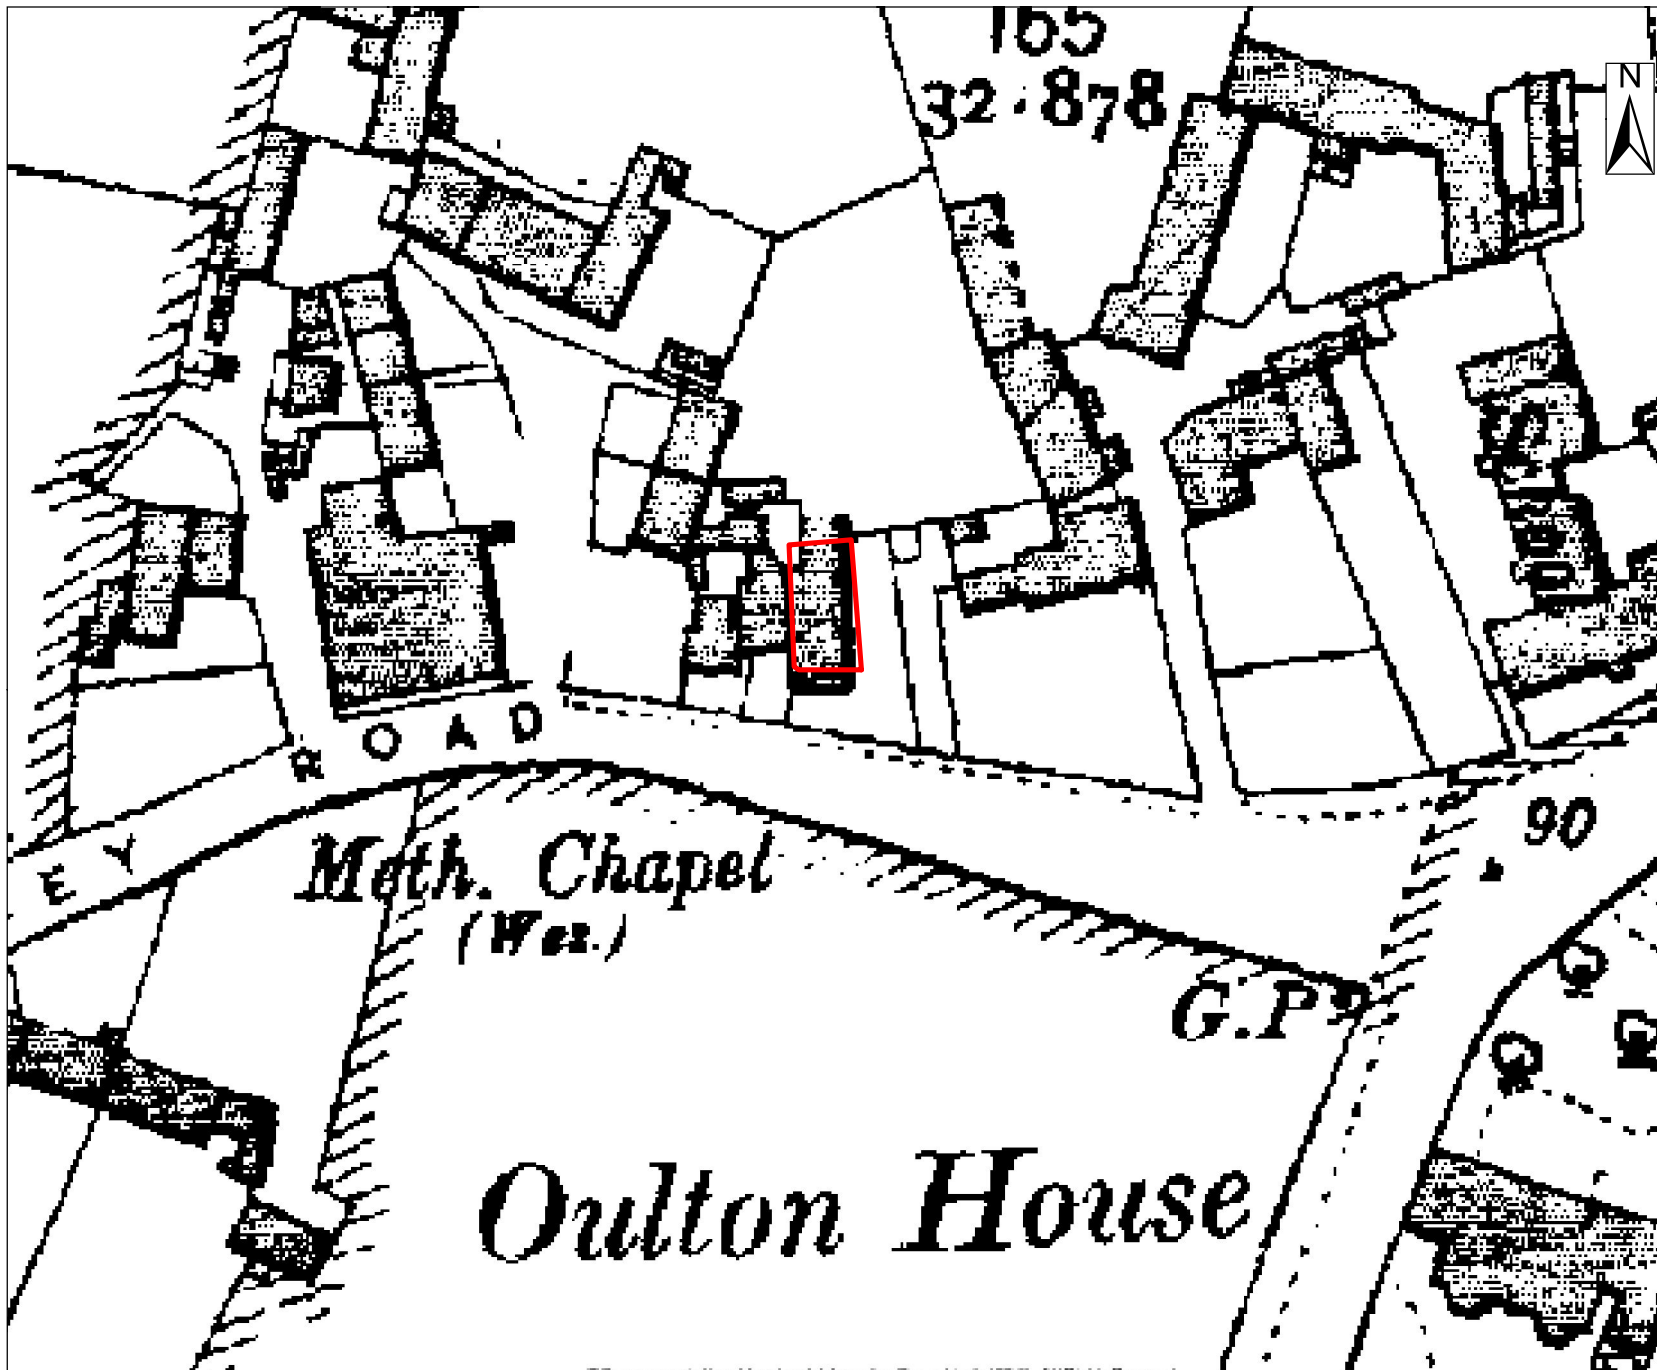 165
32·878
N
ROAD
EY
90
Meth. Chapel
(Wes.)
G.P
Oulton House